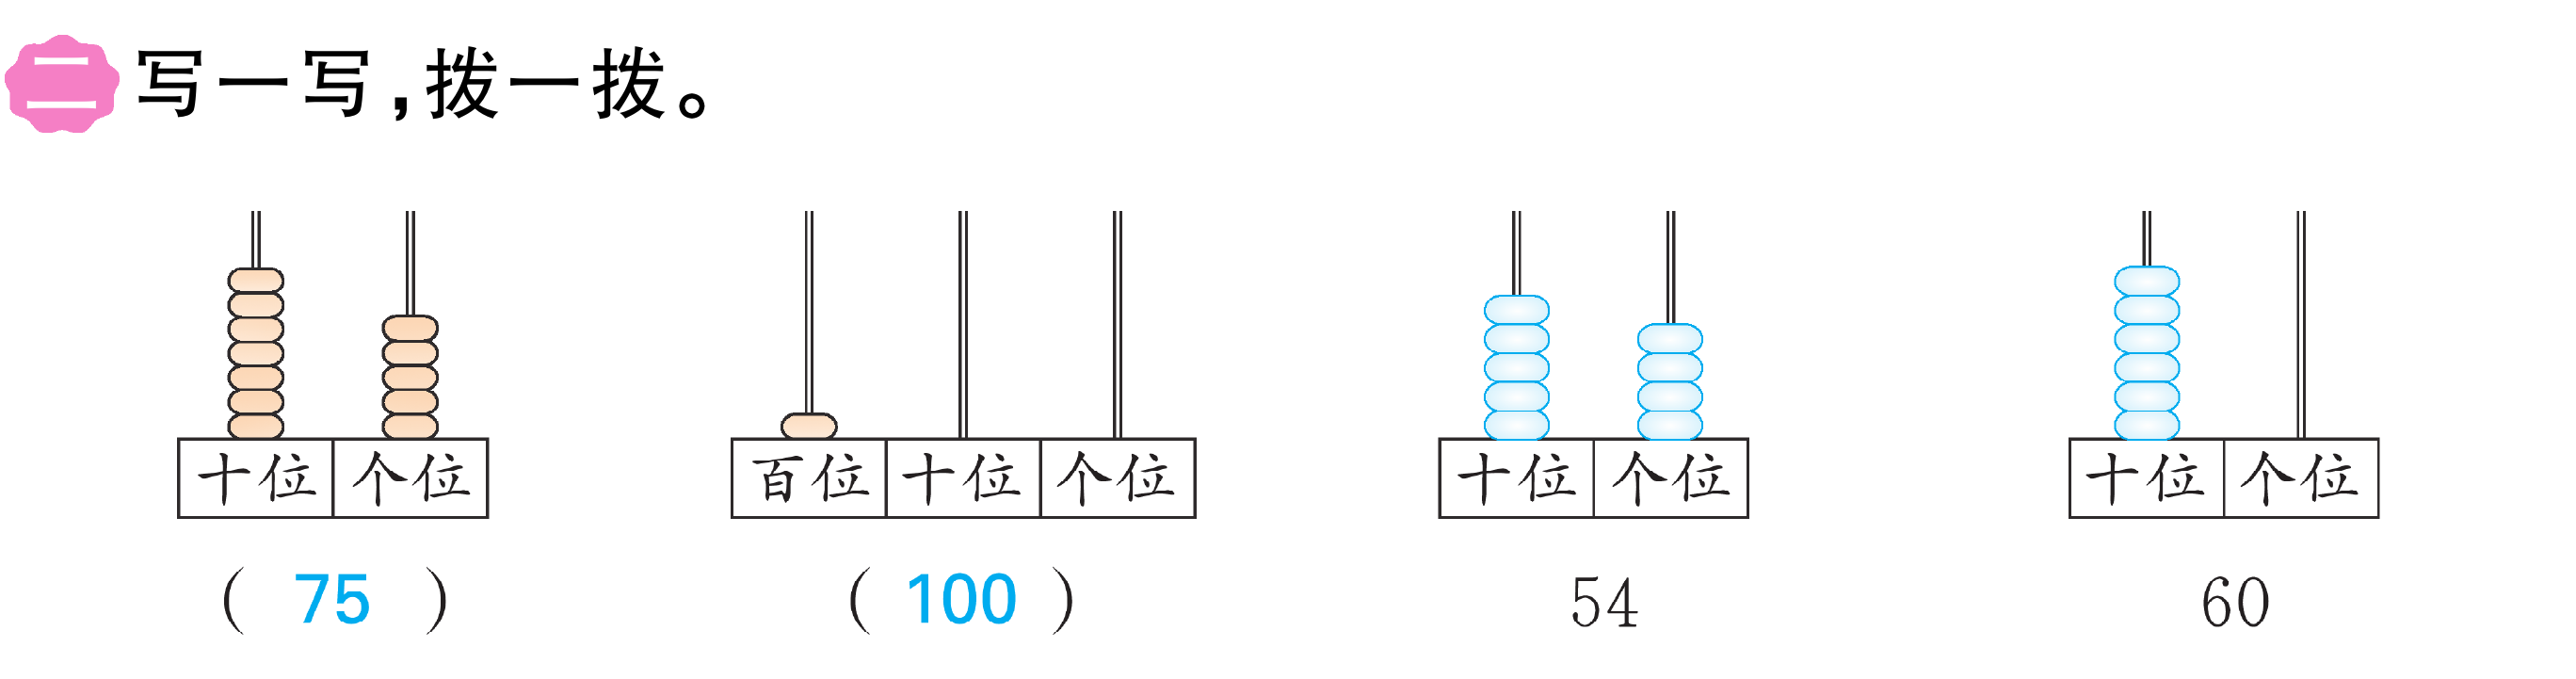 二 写一写,拨一拨。
十位 个位 百位 十位 个位 十位 个位 十位 个位
( 75 ) ( 100 ) 54 60